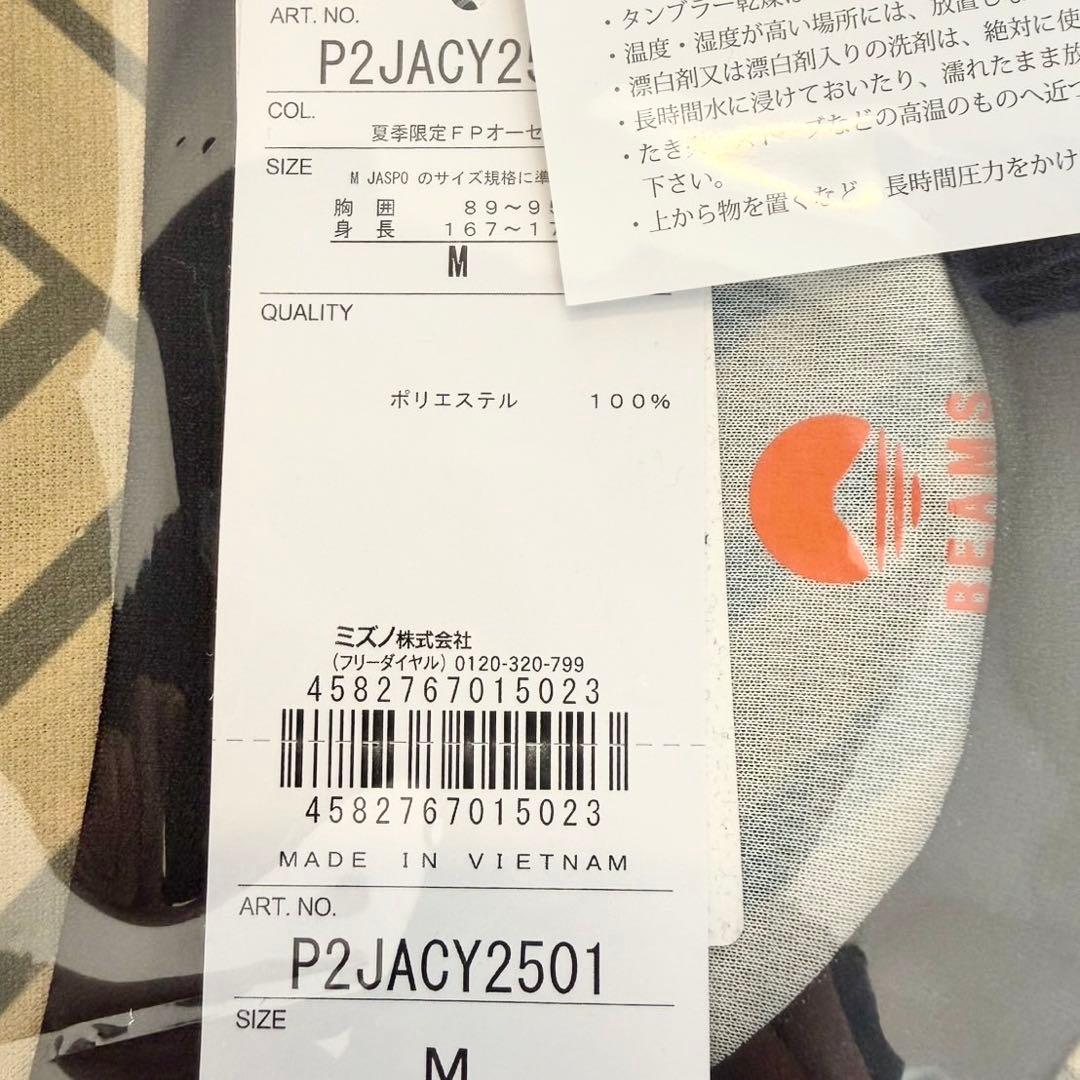 ART. NO.
P2JACY25
COL.
夏季限定ＦＰオーセ
SIZE
M JASPO のサイズ規格に準
胸 囲 89～95
身 長 167～17
M
QUALITY
ポリエステル 100%
ミズノ株式会社
(フリーダイヤル) 0120-320-799
4582767015023
4582767015023
MADE IN VIETNAM
ART. NO.
P2JACY2501
SIZE
M
・タンブラー乾燥は
・温度・湿度が高い場所には、放置しな
・漂白剤又は漂白剤入りの洗剤は、絶対に使
・長時間水に浸けておいたり、濡れたまま放
・たき などの高温のものへ近づ
下さい。
・上から物を置くなど、長時間圧力をかけ
BEAMS